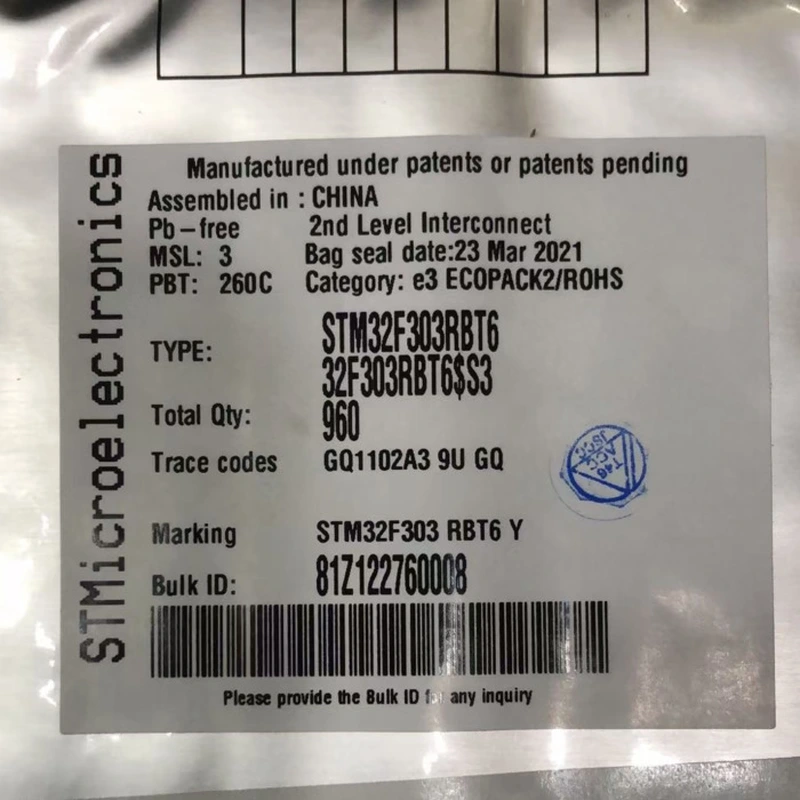 STMicroelectronics
Manufactured under patents or patents pending
Assembled in : CHINA
Pb-free 2nd Level Interconnect
MSL: 3 Bag seal date:23 Mar 2021
PBT: 260C Category: e3 ECOPACK2/ROHS
TYPE: STM32F303RBT6
32F303RBT6$S3
Total Qty: 960
Trace codes GQ1102A3 9U GQ
Marking STM32F303 RBT6 Y
Bulk ID: 81Z122760008
Please provide the Bulk ID for any inquiry